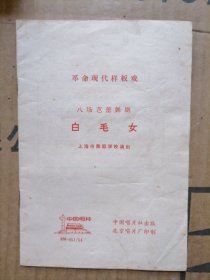 革命现代样板戏
八场芭蕾舞剧
白毛女
上海市舞蹈学校演出
中国唱片
中国唱片社出版
北京唱片厂印制